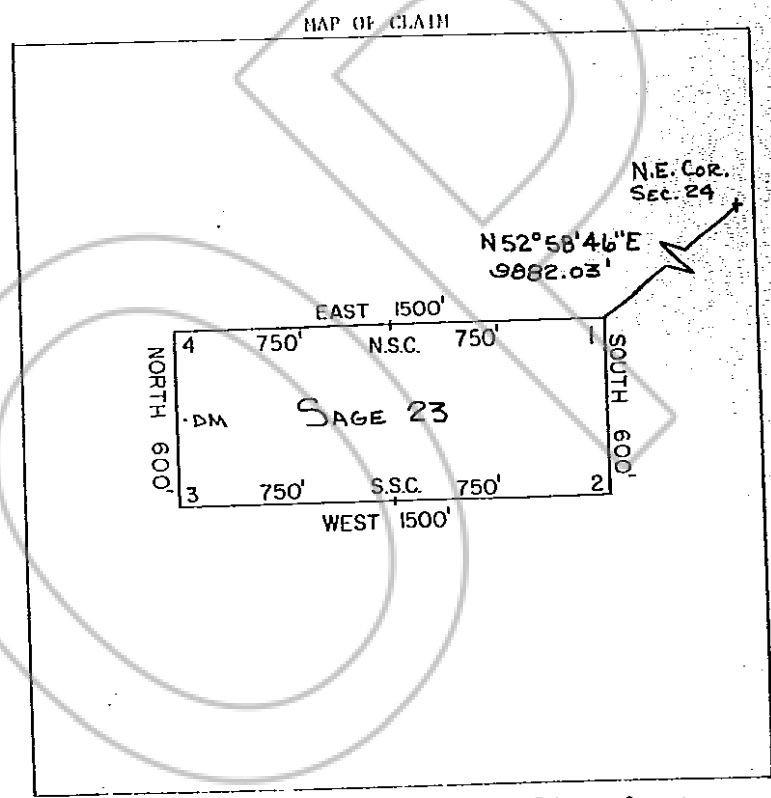 MAP OF CLAIM
N.E. COR.
SEC. 24
N 52° 58' 46" E
9882.03'
EAST 1500'
4 750' N.S.C. 750' 1
NORTH 600'
SOUTH 600'
DM SAGE 23
3 750' S.S.C. 750' 2
WEST 1500'